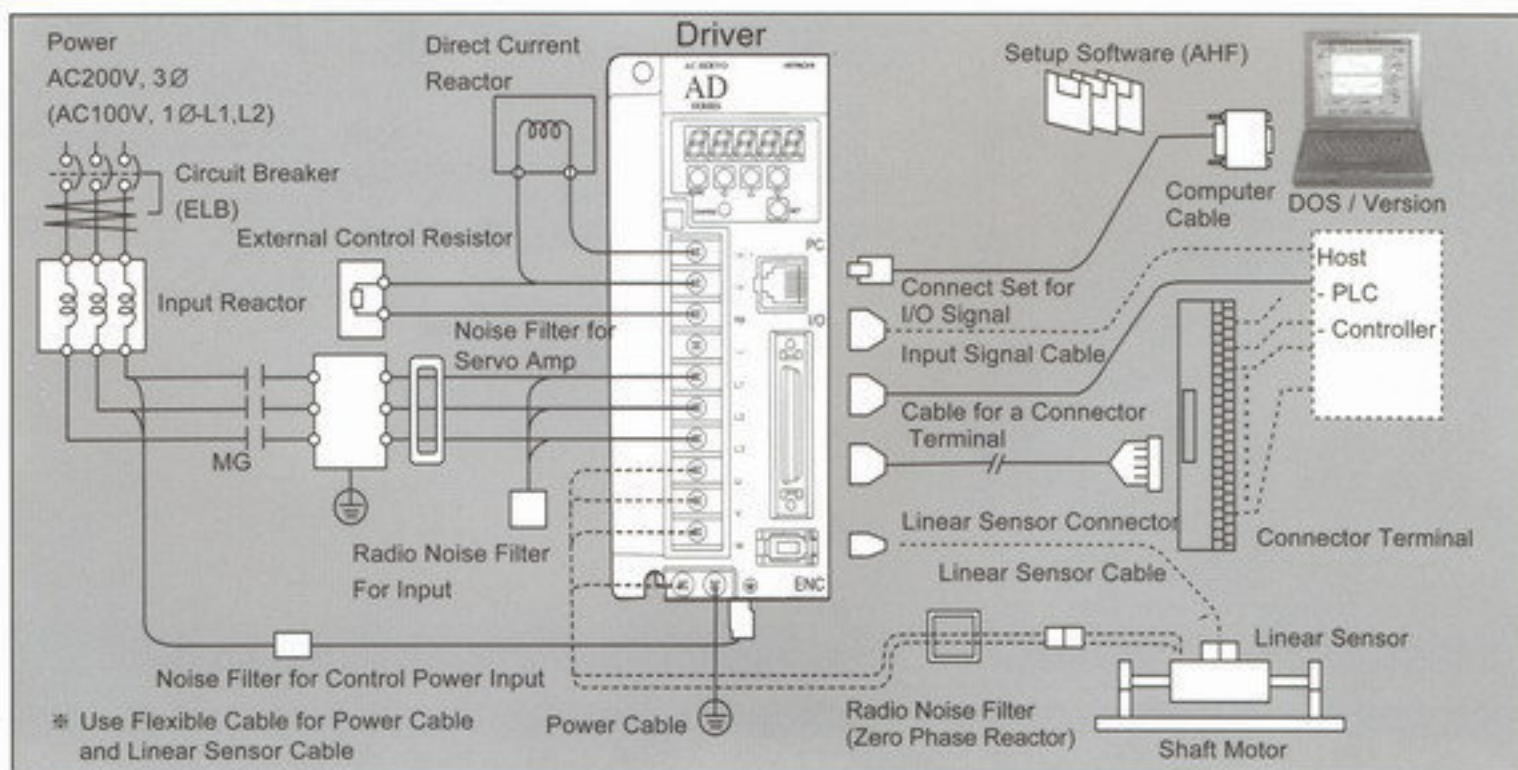 Power
AC200V, 3Ø
(AC100V, 1Ø-L1,L2)
Circuit Breaker
(ELB)
Input Reactor
Direct Current
Reactor
External Control Resistor
Noise Filter for
Servo Amp
MG
Radio Noise Filter
For Input
Noise Filter for Control Power Input
※ Use Flexible Cable for Power Cable
and Linear Sensor Cable
Power Cable
Driver
AC SERVO
HITACHI
AD
SERIES
PC
I/O
ENC
Setup Software (AHF)
Computer
Cable
DOS / Version
Connect Set for
I/O Signal
Input Signal Cable
Cable for a Connector
Terminal
Host
- PLC
- Controller
Linear Sensor Connector
Connector Terminal
Linear Sensor Cable
Linear Sensor
Radio Noise Filter
(Zero Phase Reactor)
Shaft Motor